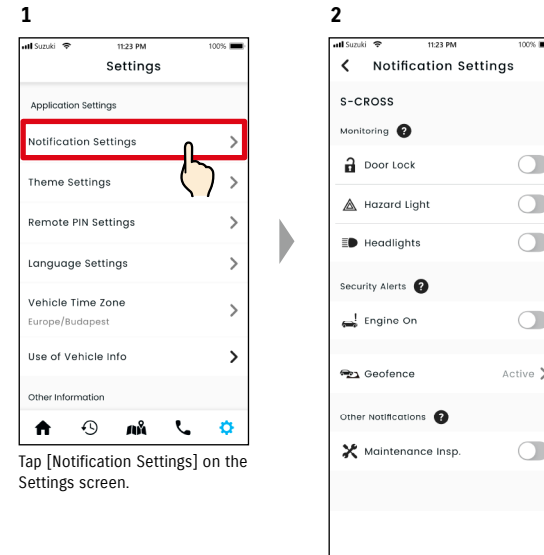 1
Suzuki 11:23 PM 100%
Settings
Application Settings
Notification Settings
Theme Settings
Remote PIN Settings
Language Settings
Vehicle Time Zone
Europe/Budapest
Use of Vehicle Info
Other Information
Tap [Notification Settings] on the
Settings screen.
2
Suzuki 11:23 PM 100%
Notification Settings
S-CROSS
Monitoring ?
Door Lock
Hazard Light
Headlights
Security Alerts ?
Engine On
Geofence Active
Other Notifications ?
Maintenance Insp.